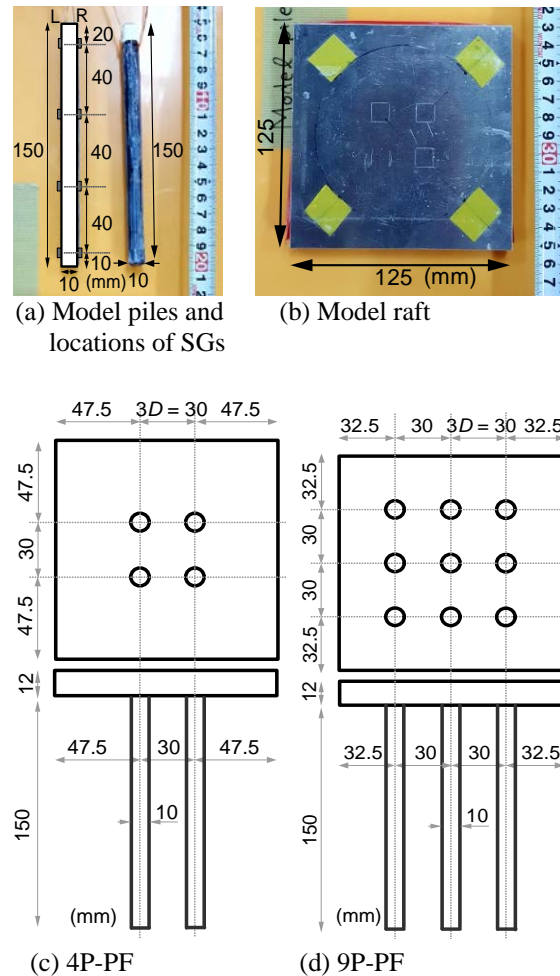 L R
20
40
40
40
10
150
150
10 (mm)
10
(a) Model piles and
locations of SGs
Model
125
125 (mm)
(b) Model raft
47.5 3D = 30 47.5
47.5
30
47.5
12
47.5 30 47.5
150
10
(mm)
(c) 4P-PF
32.5 30 3D = 30 32.5
32.5
30
30
32.5
12
32.5 30 30 32.5
150
10
(mm)
(d) 9P-PF